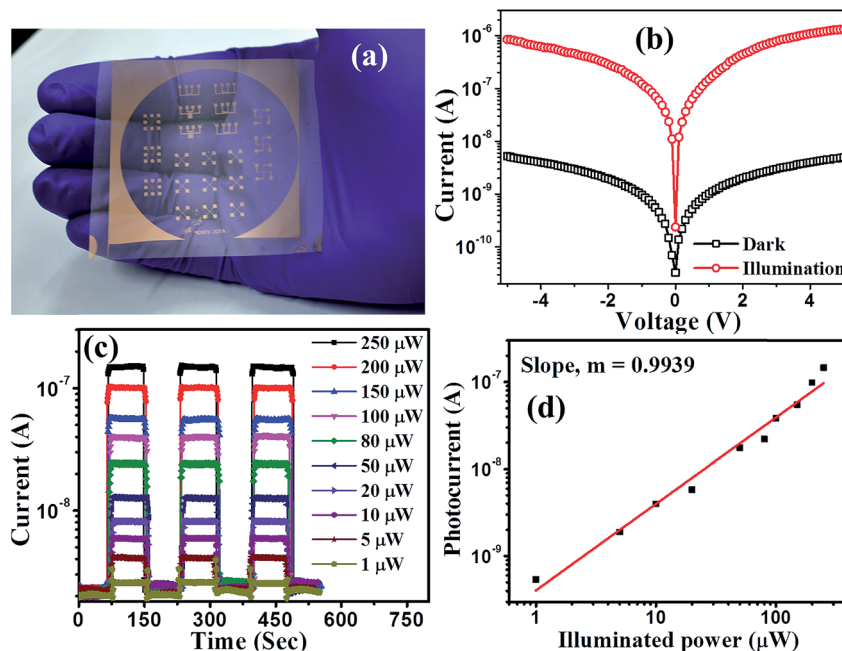 (a)
(b)
10⁻⁶
10⁻⁷
10⁻⁸
10⁻⁹
10⁻¹⁰
Current (A)
Dark
Illumination
-4 -2 0 2 4
Voltage (V)
(c)
250 μW
200 μW
150 μW
100 μW
80 μW
50 μW
20 μW
10 μW
5 μW
1 μW
10⁻⁷
10⁻⁸
Current (A)
0 150 300 450 600 750
Time (Sec)
Slope, m = 0.9939
(d)
10⁻⁷
10⁻⁸
10⁻⁹
Photocurrent (A)
1 10 100
Illuminated power (μW)